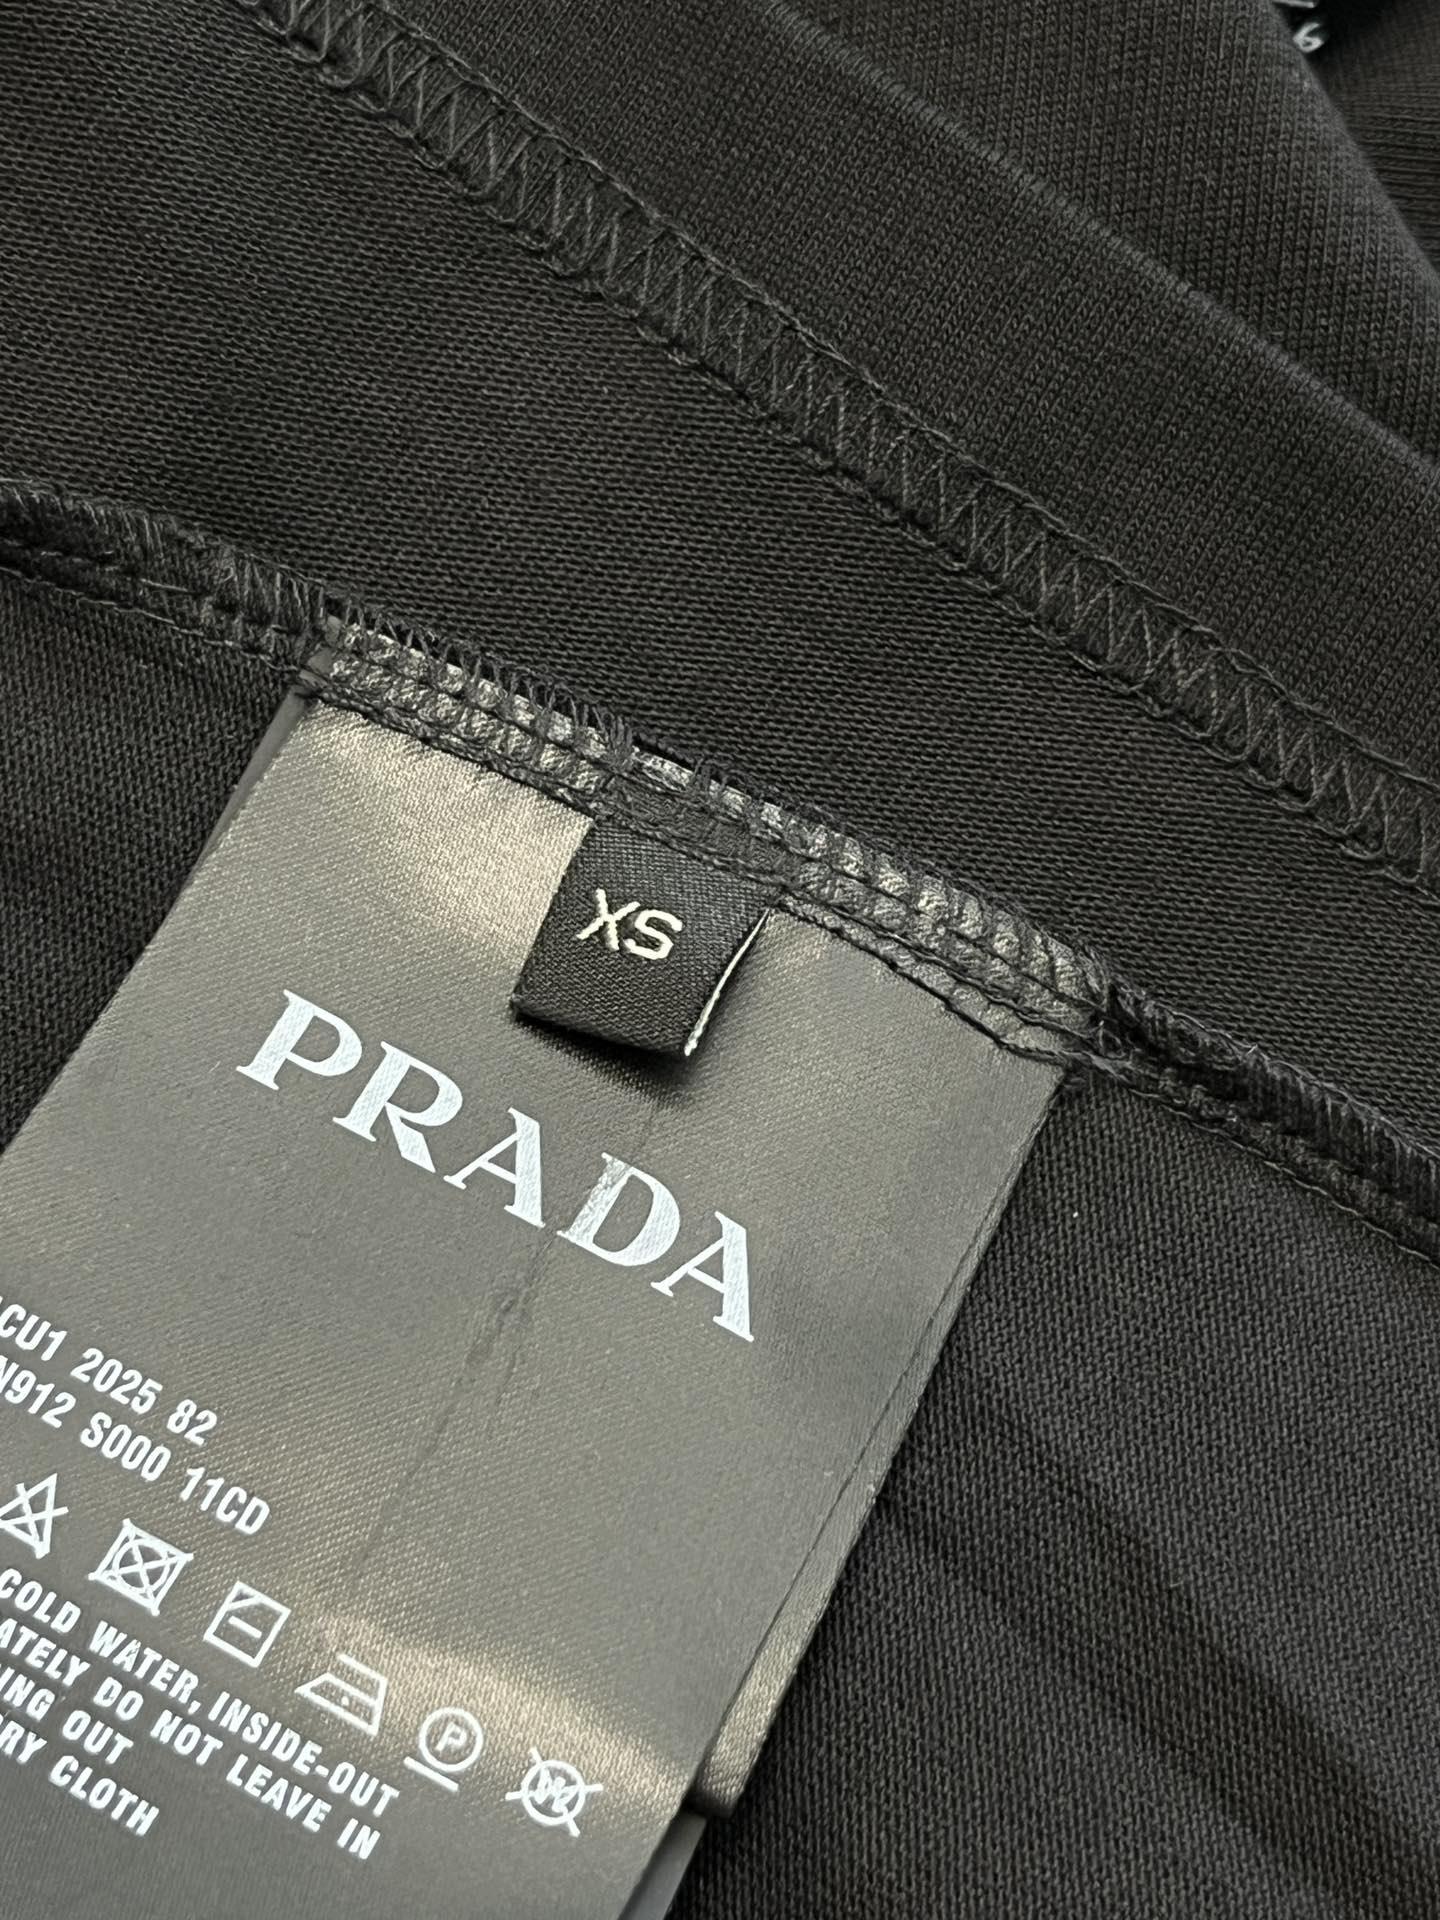 6
XS
PRADA
CU1 2025 82
N912 S000 11CD
P
W
COLD WATER, INSIDE-OUT
ATELY DO NOT LEAVE IN
ING OUT
RY CLOTH